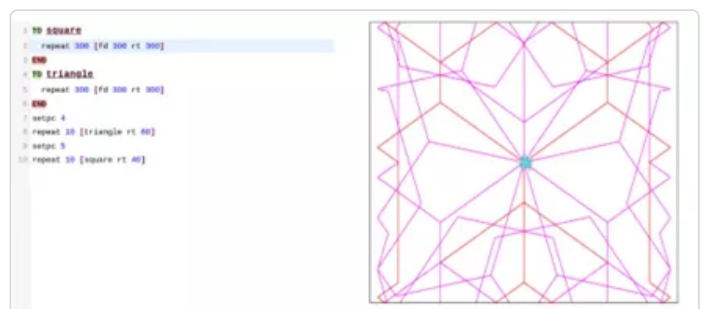 1 TO square
2 repeat 300 [fd 300 rt 300]
3 END
4 TO triangle
5 repeat 300 [fd 300 rt 300]
6 END
7 setpc 4
8 repeat 10 [triangle rt 60]
9 setpc 5
10 repeat 10 [square rt 40]